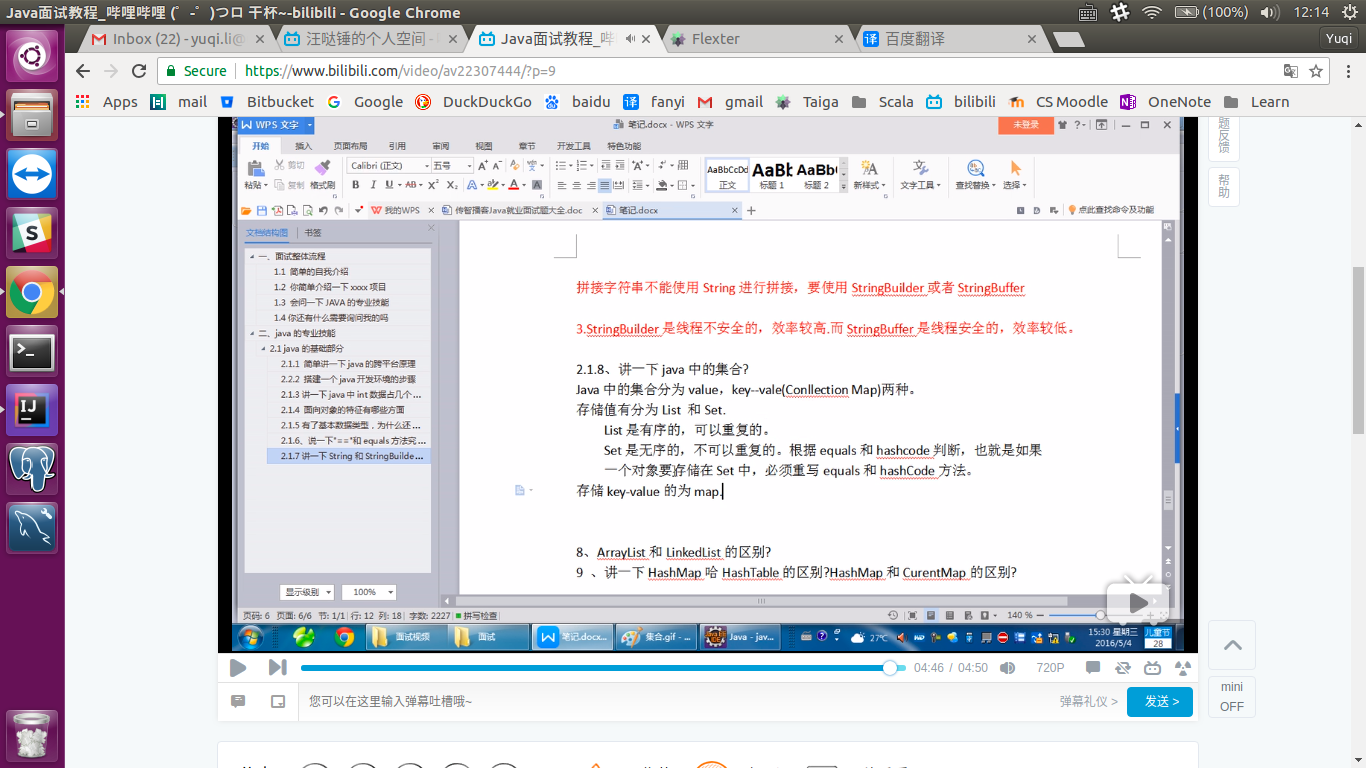 Java面试教程_哔哩哔哩 (゜-゜)つロ 干杯~-bilibili - Google Chrome
(100%)
12:14
Inbox (22) - yuqi.li@
汪哒锤的个人空间 -
Java面试教程_哔
Flexter
百度翻译
Yuqi
Secure
https://www.bilibili.com/video/av22307444/?p=9
Apps
mail
Bitbucket
Google
DuckDuckGo
baidu
fanyi
gmail
Taiga
Scala
bilibili
CS Moodle
OneNote
Learn
WPS 文字
笔记.docx - WPS 文字
未登录
开始 插入 页面布局 引用 审阅 视图 章节 开发工具 特色功能
粘贴
剪切
复制
格式刷
Calibri (正文)
五号
AaBbCcDd
正文
标题 1
标题 2
新样式
文字工具
查找替换
选择
我的WPS
传智播客Java就业面试题大全.doc
笔记.docx
点此查找命令及功能
文档结构图 书签
一、面试整体流程
1.1 简单的自我介绍
1.2 你简单介绍一下 xxxx 项目
1.3 会问一下 JAVA 的专业技能
1.4 你还有什么需要询问我的吗
二、java 的专业技能
2.1 java 的基础部分
2.1.1 简单讲一下 java 的跨平台原理
2.2.2 搭建一个 java 开发环境的步骤
2.1.3 讲一下 java 中 int 数据占几个 ...
2.1.4 面向对象的特征有哪些方面
2.1.5 有了基本数据类型，为什么还 ...
2.1.6、说一下"=="和 equals 方法究 ...
2.1.7 讲一下 String 和 StringBuilde...
显示级别
100%
拼接字符串不能使用 String 进行拼接，要使用 StringBuilder 或者 StringBuffer
3.StringBuilder 是线程不安全的，效率较高.而 StringBuffer 是线程安全的，效率较低。
2.1.8、讲一下 java 中的集合?
Java 中的集合分为 value，key--vale(Conllection Map)两种。
存储值有分为 List 和 Set.
List 是有序的，可以重复的。
Set 是无序的，不可以重复的。根据 equals 和 hashcode 判断，也就是如果
一个对象要存储在 Set 中，必须重写 equals 和 hashCode 方法。
存储 key-value 的为 map.
8、ArrayList 和 LinkedList 的区别?
9 、讲一下 HashMap 哈 HashTable 的区别?HashMap 和 CurentMap 的区别?
页码: 6 页面: 6/6 节: 1/1 行: 12 列: 18 字数: 2227 拼写检查
140 %
面试视频
面试
笔记.docx...
集合.gif - ...
Java - jav...
27℃
15:30 星期三
2016/5/4
儿童节
28
04:46 / 04:50
720P
您可以在这里输入弹幕吐槽哦~
弹幕礼仪 >
发送 >
题反馈
帮助
mini
OFF